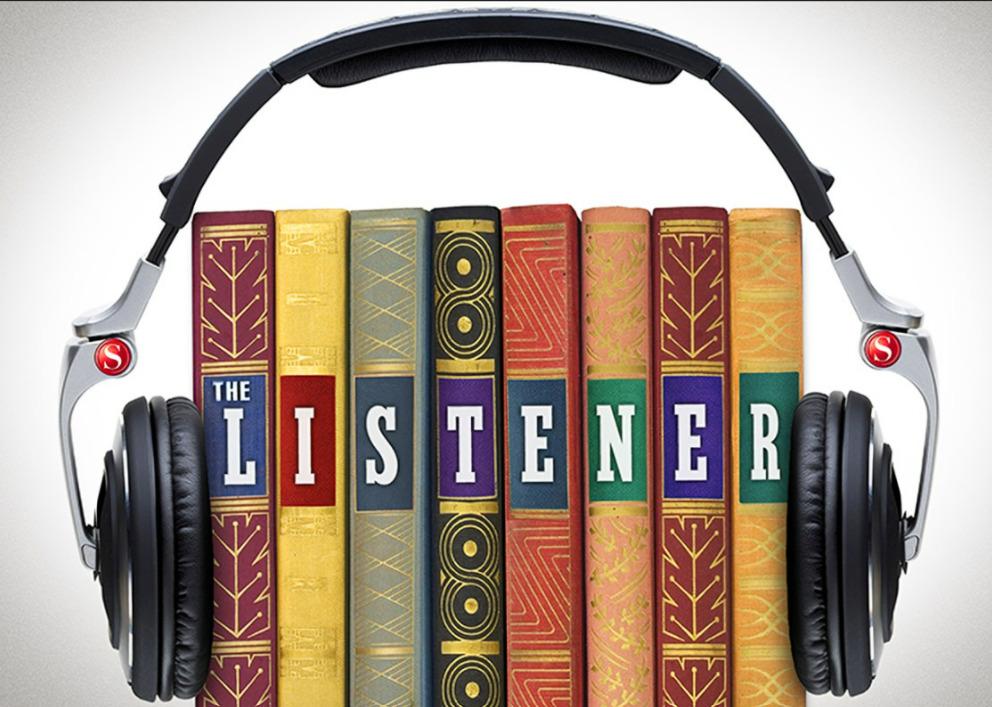 THE
LISTENER
S
S